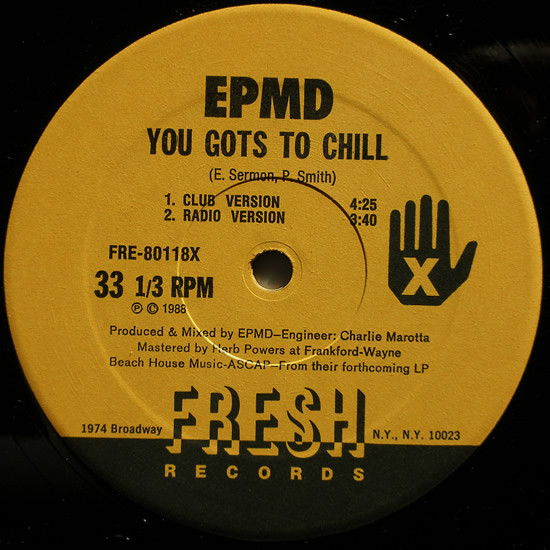 EPMD
YOU GOTS TO CHILL
(E. Sermon, P. Smith)
1. CLUB VERSION 4:25
2. RADIO VERSION 3:40
FRE-80118X
33 1/3 RPM
Ⓟ © 1988
X
Produced & Mixed by EPMD—Engineer: Charlie Marotta
Mastered by Herb Powers at Frankford-Wayne
Beach House Music-ASCAP—From their forthcoming LP
1974 Broadway FRESH N.Y., N.Y. 10023
RECORDS